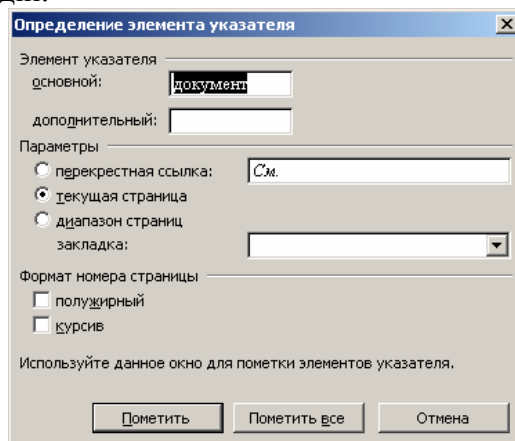 Определение элемента указателя
Элемент указателя
основной: документ
дополнительный:
Параметры
перекрестная ссылка: См.
текущая страница
диапазон страниц
закладка:
Формат номера страницы
полужирный
курсив
Используйте данное окно для пометки элементов указателя.
Пометить Пометить все Отмена